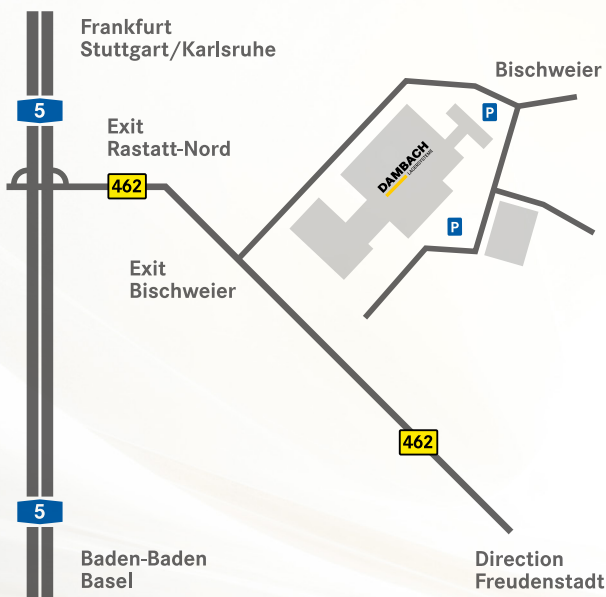 Frankfurt
Stuttgart/Karlsruhe
Bischweier
5
P
Exit
Rastatt-Nord
DAMBACH
LAGERSYSTEME
462
P
Exit
Bischweier
462
5
Baden-Baden
Basel
Direction
Freudenstadt